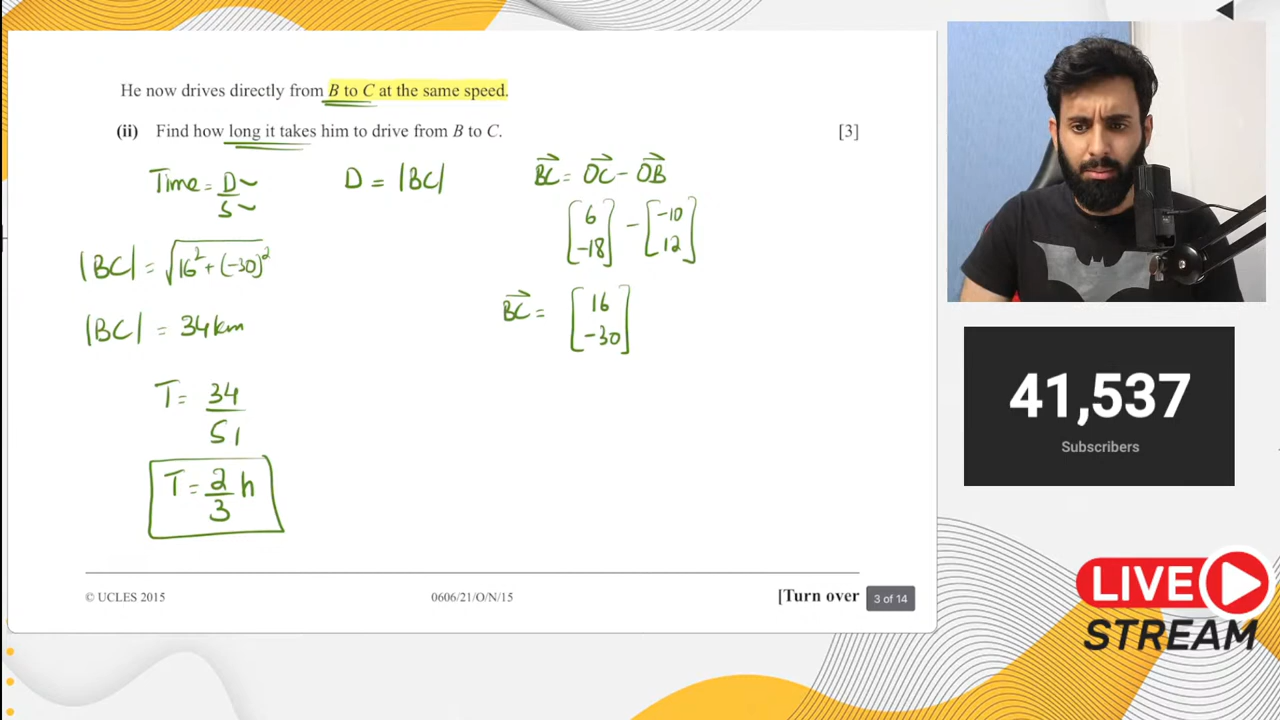 He now drives directly from B to C at the same speed.
(ii) Find how long it takes him to drive from B to C. [3]
Time = D/S
D = |BC|
BC = OC - OB
[6 -18] - [-10 12]
|BC| = √16² + (-30)²
BC = [16 -30]
|BC| = 34km
T = 34/51
T = 2/3 h
© UCLES 2015 0606/21/O/N/15 [Turn over
3 of 14
41,537
Subscribers
LIVE
STREAM